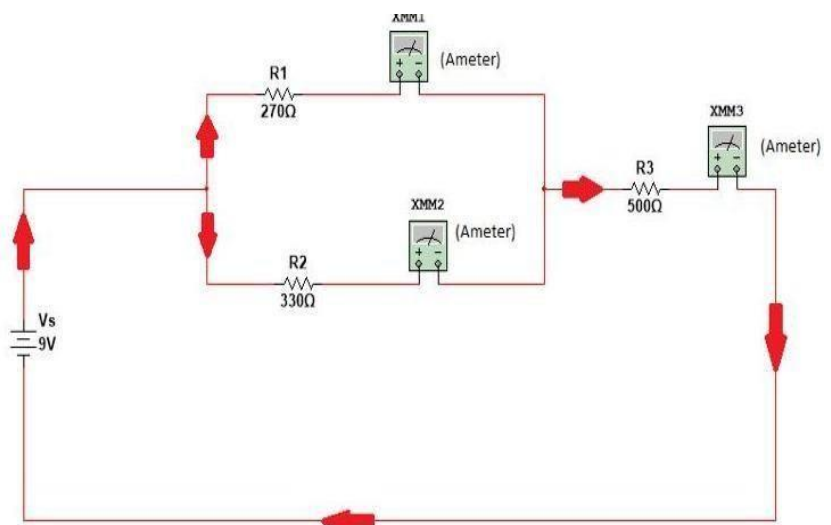 XMM1
(Ameter)
R1
270Ω
XMM3
(Ameter)
R3
500Ω
XMM2
(Ameter)
R2
330Ω
Vs
9V